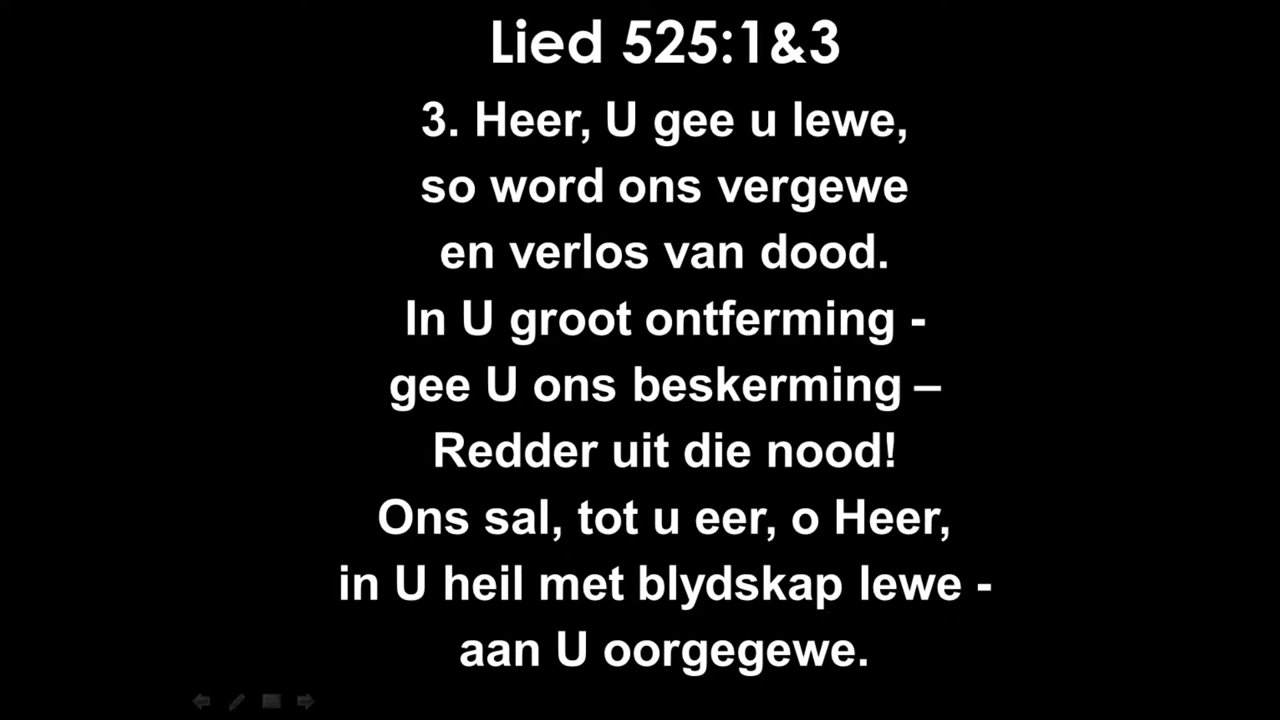 Lied 525:1&3
3. Heer, U gee u lewe,
so word ons vergewe
en verlos van dood.
In U groot ontferming -
gee U ons beskerming –
Redder uit die nood!
Ons sal, tot u eer, o Heer,
in U heil met blydskap lewe -
aan U oorgegewe.